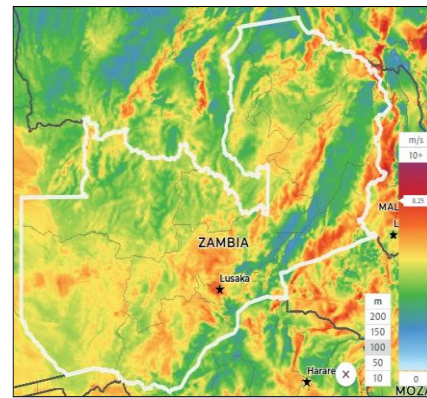 m/s
10+
8.25
MAL
L
ZAMBIA
Lusaka
m
200
150
100
50
10
0
Harare
×
MOZA